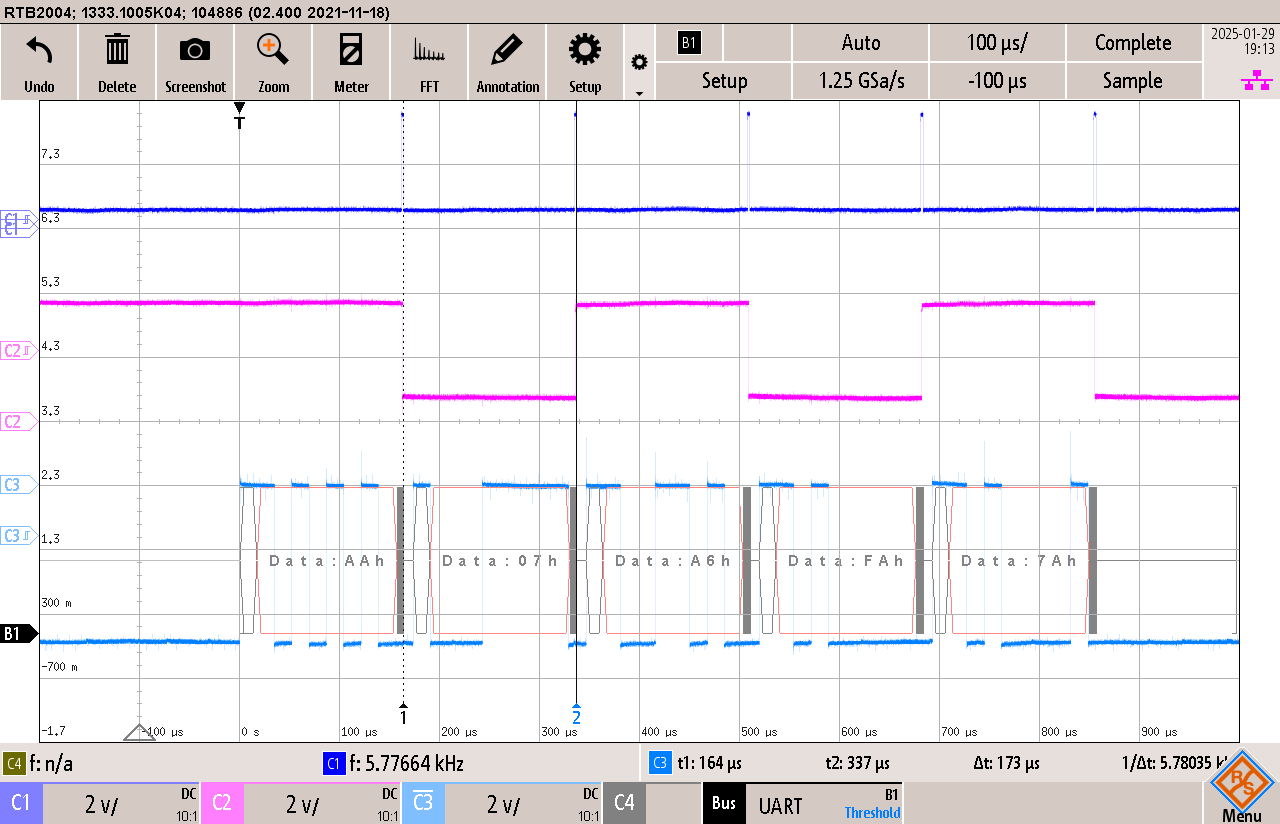 RTB2004; 1333.1005K04; 104886 (02.400 2021-11-18)
Undo Delete Screenshot Zoom Meter FFT Annotation Setup
B1 Auto 100 µs/ Complete
Setup 1.25 GSa/s -100 µs Sample
2025-01-29
19:13
T
7.3
C1 6.3
C1
5.3
C2 4.3
C2 3.3
C3 2.3
C3 1.3
Data:AAh Data:07h Data:A6h Data:FAh Data:7Ah
300 m
B1
-700 m
1 2
-1.7 -100 µs 0 s 100 µs 200 µs 300 µs 400 µs 500 µs 600 µs 700 µs 800 µs 900 µs
C4 f: n/a C1 f: 5.77664 kHz C3 t1: 164 µs t2: 337 µs Δt: 173 µs 1/Δt: 5.78035 k
C1 2 v/ DC 10:1 C2 2 v/ DC 10:1 C3 2 v/ DC 10:1 C4 Bus UART B1 Threshold
R S
Menu